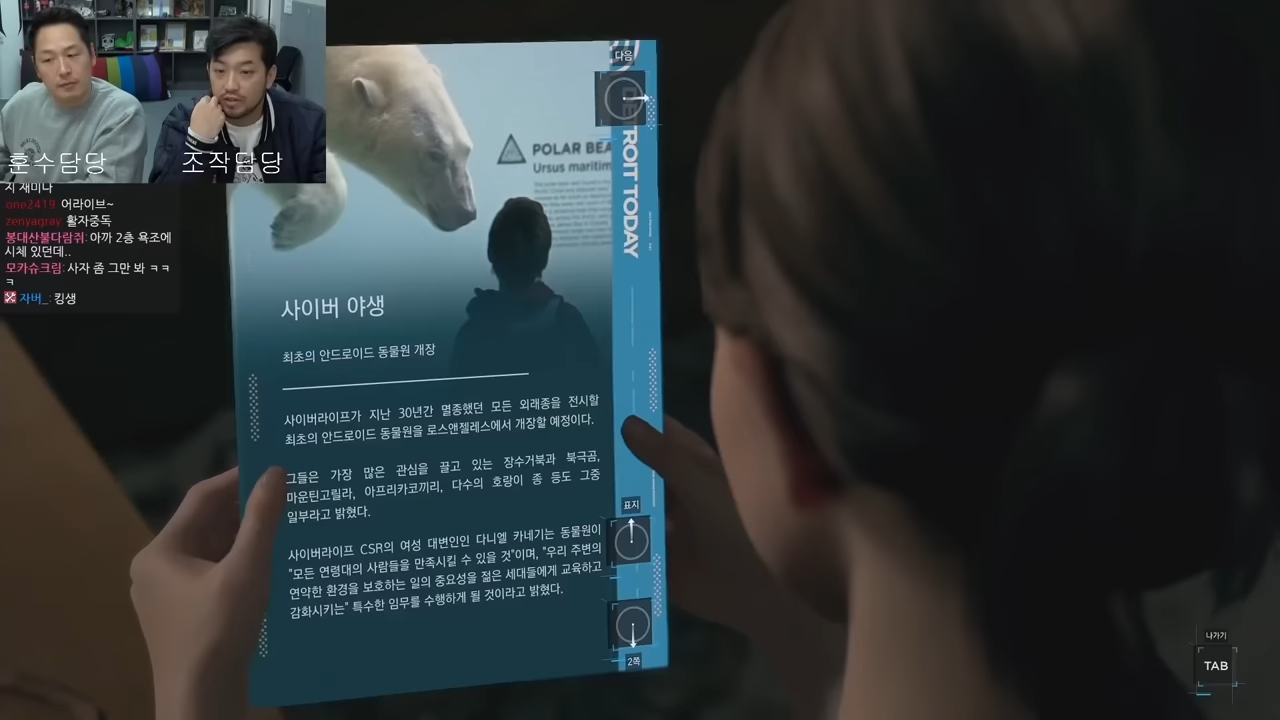 혼수담당
조작담당
지 재미나
one2419 어라이브~
zenyagray 활자중독
봉대산불다람쥐: 아까 2층 욕조에
시체 있던데..
모카슈크림: 사자 좀 그만 봐 ㅋㅋ
ㅋ
자버_: 킹생
다음
POLAR BEA
Ursus maritim
ROIT TODAY
사이버 야생
최초의 안드로이드 동물원 개장
사이버라이프가 지난 30년간 멸종했던 모든 외래종을 전시할
최초의 안드로이드 동물원을 로스앤젤레스에서 개장할 예정이다.
그들은 가장 많은 관심을 끌고 있는 장수거북과 북극곰,
마운틴고릴라, 아프리카코끼리, 다수의 호랑이 종 등도 그중
일부라고 밝혔다.
사이버라이프 CSR의 여성 대변인인 다니엘 카네기는 동물원이
"모든 연령대의 사람들을 만족시킬 수 있을 것"이며, "우리 주변의
연약한 환경을 보호하는 일의 중요성을 젊은 세대들에게 교육하고
감화시키는" 특수한 임무를 수행하게 될 것이라고 밝혔다.
표지
2쪽
나가기
TAB